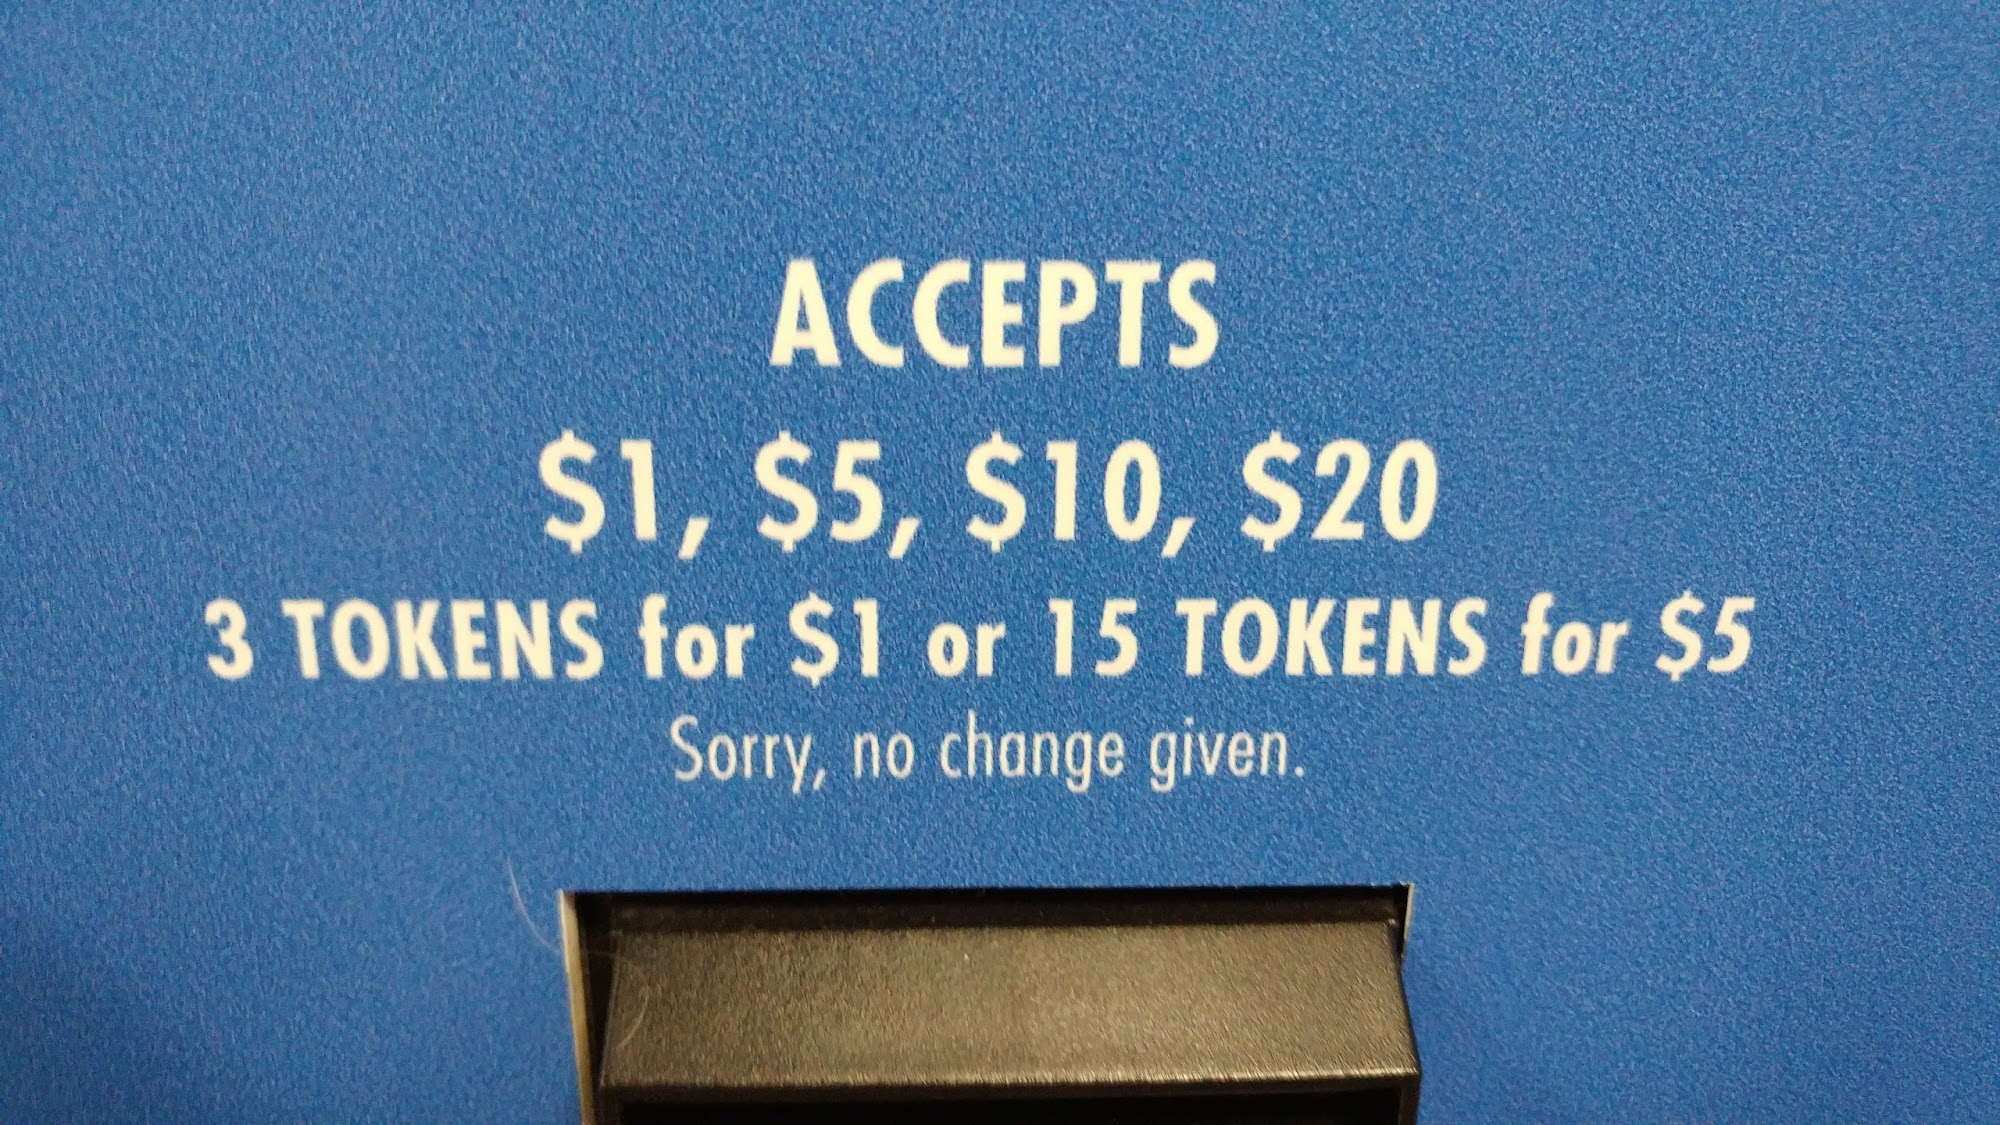 ACCEPTS
$1, $5, $10, $20
3 TOKENS for $1 or 15 TOKENS for $5
Sorry, no change given.